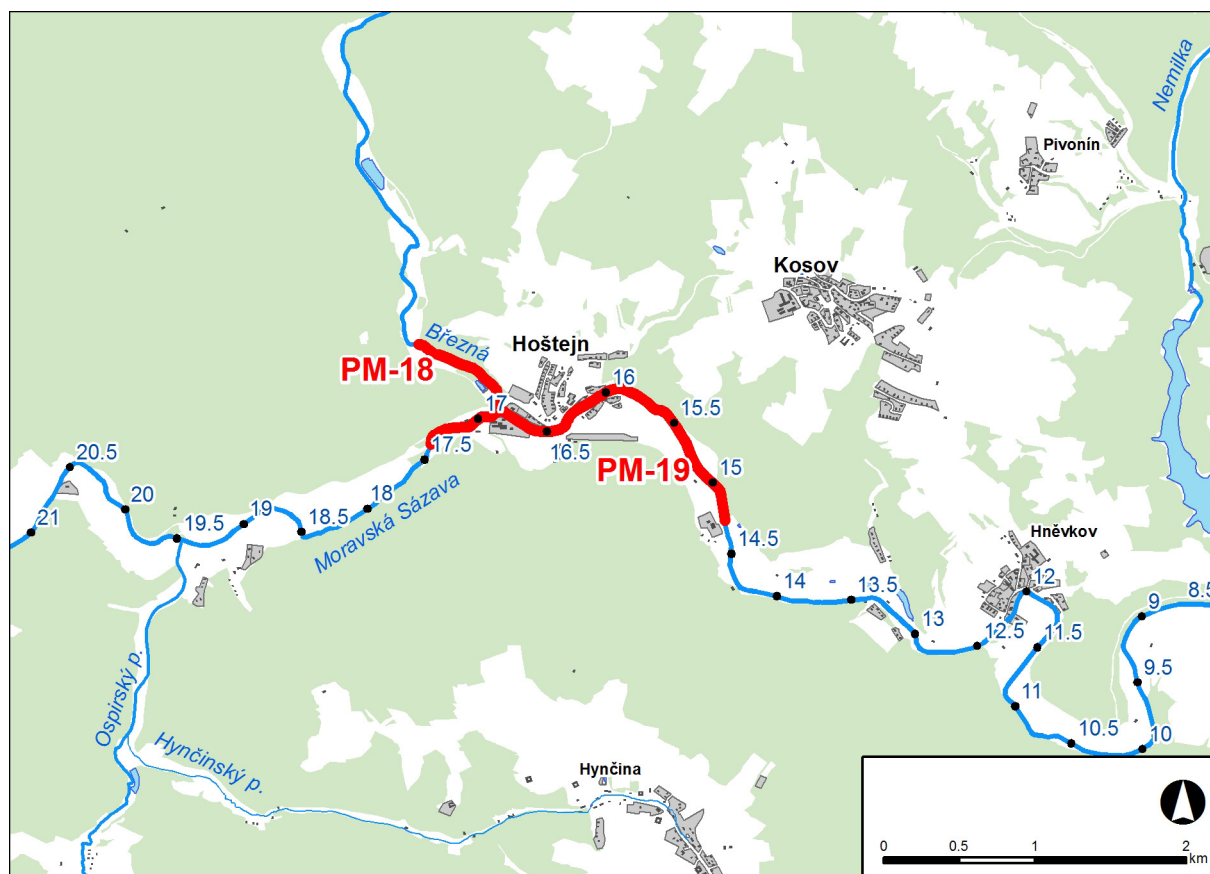 Nemilka
Pivonín
Kosov
Březná
Hoštejn
PM-18
16
17
15.5
16.5
17.5
PM-19
15
20.5
18
20
19
21
19.5
18.5
Moravská Sázava
14.5
Hněvkov
14
13.5
12
13
9
8.5
12.5
11.5
9.5
11
10.5
10
Ospirský p.
Hynčinský p.
Hynčina
0
0.5
1
2
km